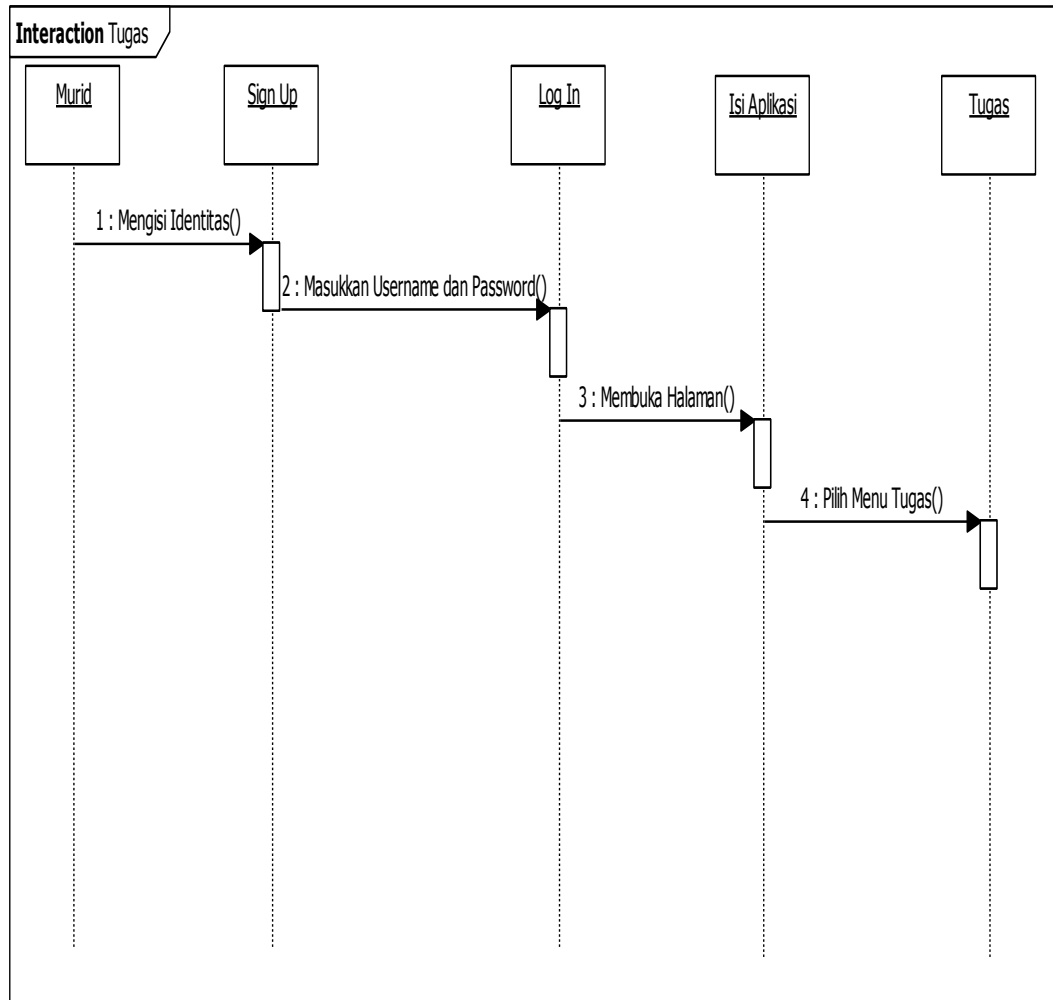 Interaction Tugas
Murid
Sign Up
Log In
Isi Aplikasi
Tugas
1 : Mengisi Identitas()
2 : Masukkan Username dan Password()
3 : Membuka Halaman()
4 : Pilih Menu Tugas()